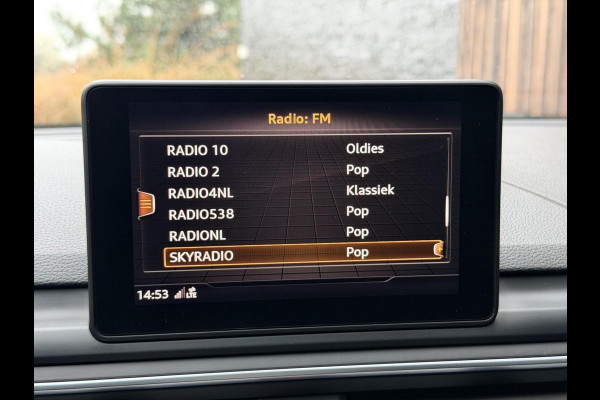 Radio: FM
RADIO 10 Oldies
RADIO 2 Pop
RADIO4NL Klassiek
RADIO538 Pop
RADIONL Pop
SKYRADIO Pop
14:53 LTE